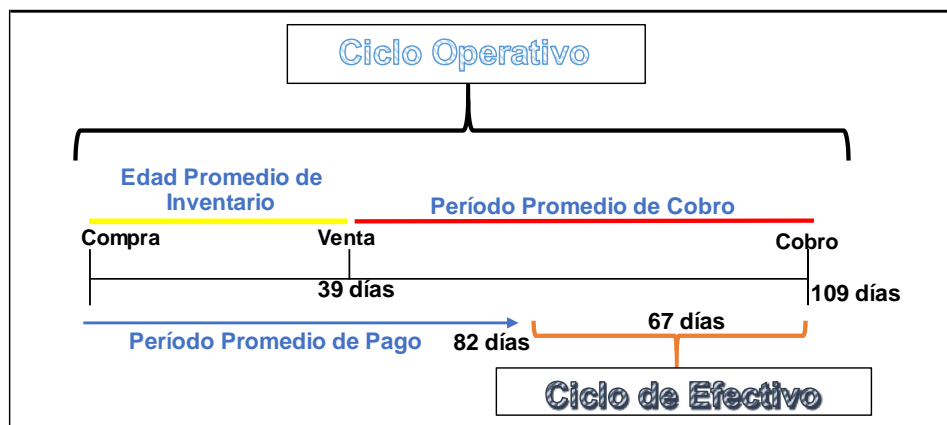 Ciclo Operativo
Edad Promedio de
Inventario
Período Promedio de Cobro
Compra
Venta
Cobro
39 días
109 días
67 días
Período Promedio de Pago
82 días
Ciclo de Efectivo